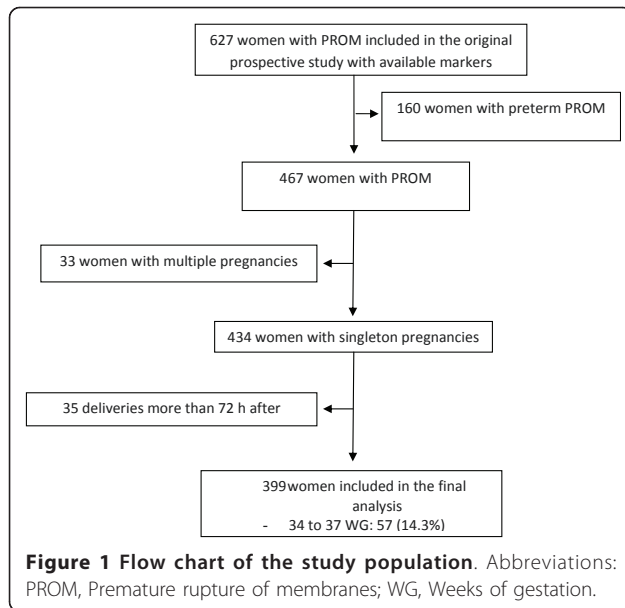 627 women with PROM included in the original
prospective study with available markers
160 women with preterm PROM
467 women with PROM
33 women with multiple pregnancies
434 women with singleton pregnancies
35 deliveries more than 72 h after
399women included in the final
analysis
- 34 to 37 WG: 57 (14.3%)
Figure 1 Flow chart of the study population. Abbreviations:
PROM, Premature rupture of membranes; WG, Weeks of gestation.